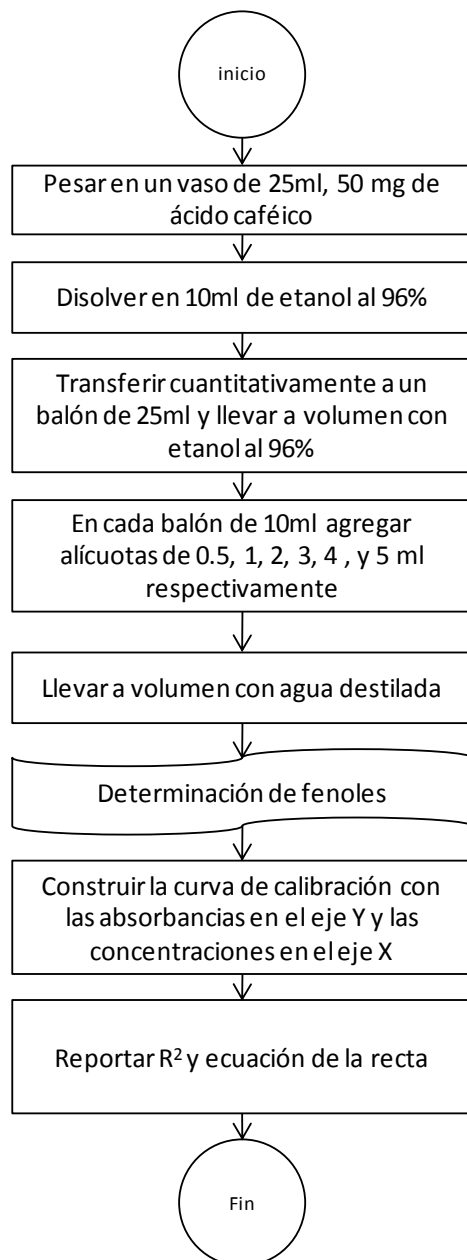 inicio
Pesar en un vaso de 25ml, 50 mg de
ácido caféico
Disolver en 10ml de etanol al 96%
Transferir cuantitativamente a un
balón de 25ml y llevar a volumen con
etanol al 96%
En cada balón de 10ml agregar
alícuotas de 0.5, 1, 2, 3, 4 , y 5 ml
respectivamente
Llevar a volumen con agua destilada
Determinación de fenoles
Construir la curva de calibración con
las absorbancias en el eje Y y las
concentraciones en el eje X
Reportar R² y ecuación de la recta
Fin